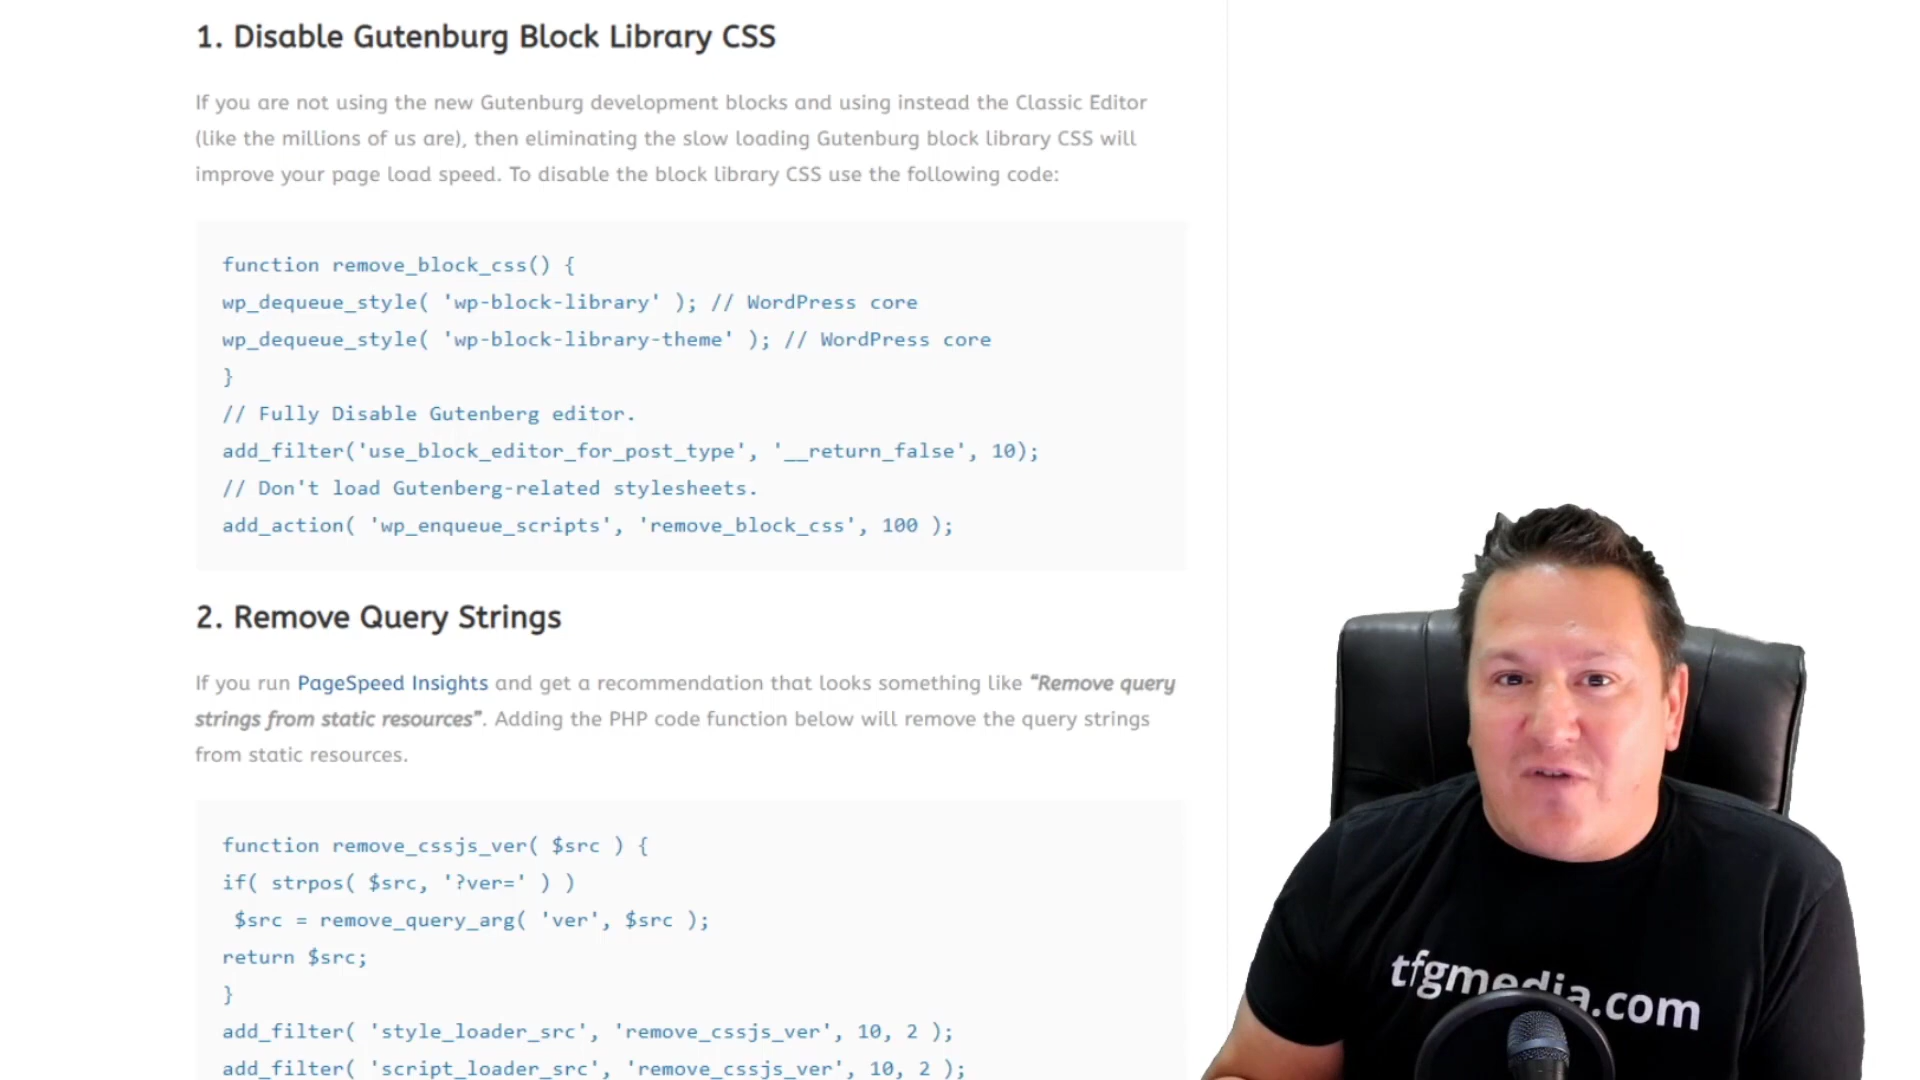 1. Disable Gutenburg Block Library CSS
If you are not using the new Gutenburg development blocks and using instead the Classic Editor
(like the millions of us are), then eliminating the slow loading Gutenburg block library CSS will
improve your page load speed. To disable the block library CSS use the following code:
function remove_block_css() {
wp_dequeue_style( 'wp-block-library' ); // WordPress core
wp_dequeue_style( 'wp-block-library-theme' ); // WordPress core
}
// Fully Disable Gutenberg editor.
add_filter('use_block_editor_for_post_type', '__return_false', 10);
// Don't load Gutenberg-related stylesheets.
add_action( 'wp_enqueue_scripts', 'remove_block_css', 100 );
2. Remove Query Strings
If you run PageSpeed Insights and get a recommendation that looks something like “Remove query
strings from static resources”. Adding the PHP code function below will remove the query strings
from static resources.
function remove_cssjs_ver( $src ) {
if( strpos( $src, '?ver=' ) )
$src = remove_query_arg( 'ver', $src );
return $src;
}
add_filter( 'style_loader_src', 'remove_cssjs_ver', 10, 2 );
add_filter( 'script_loader_src', 'remove_cssjs_ver', 10, 2 );
tfgmedia.com